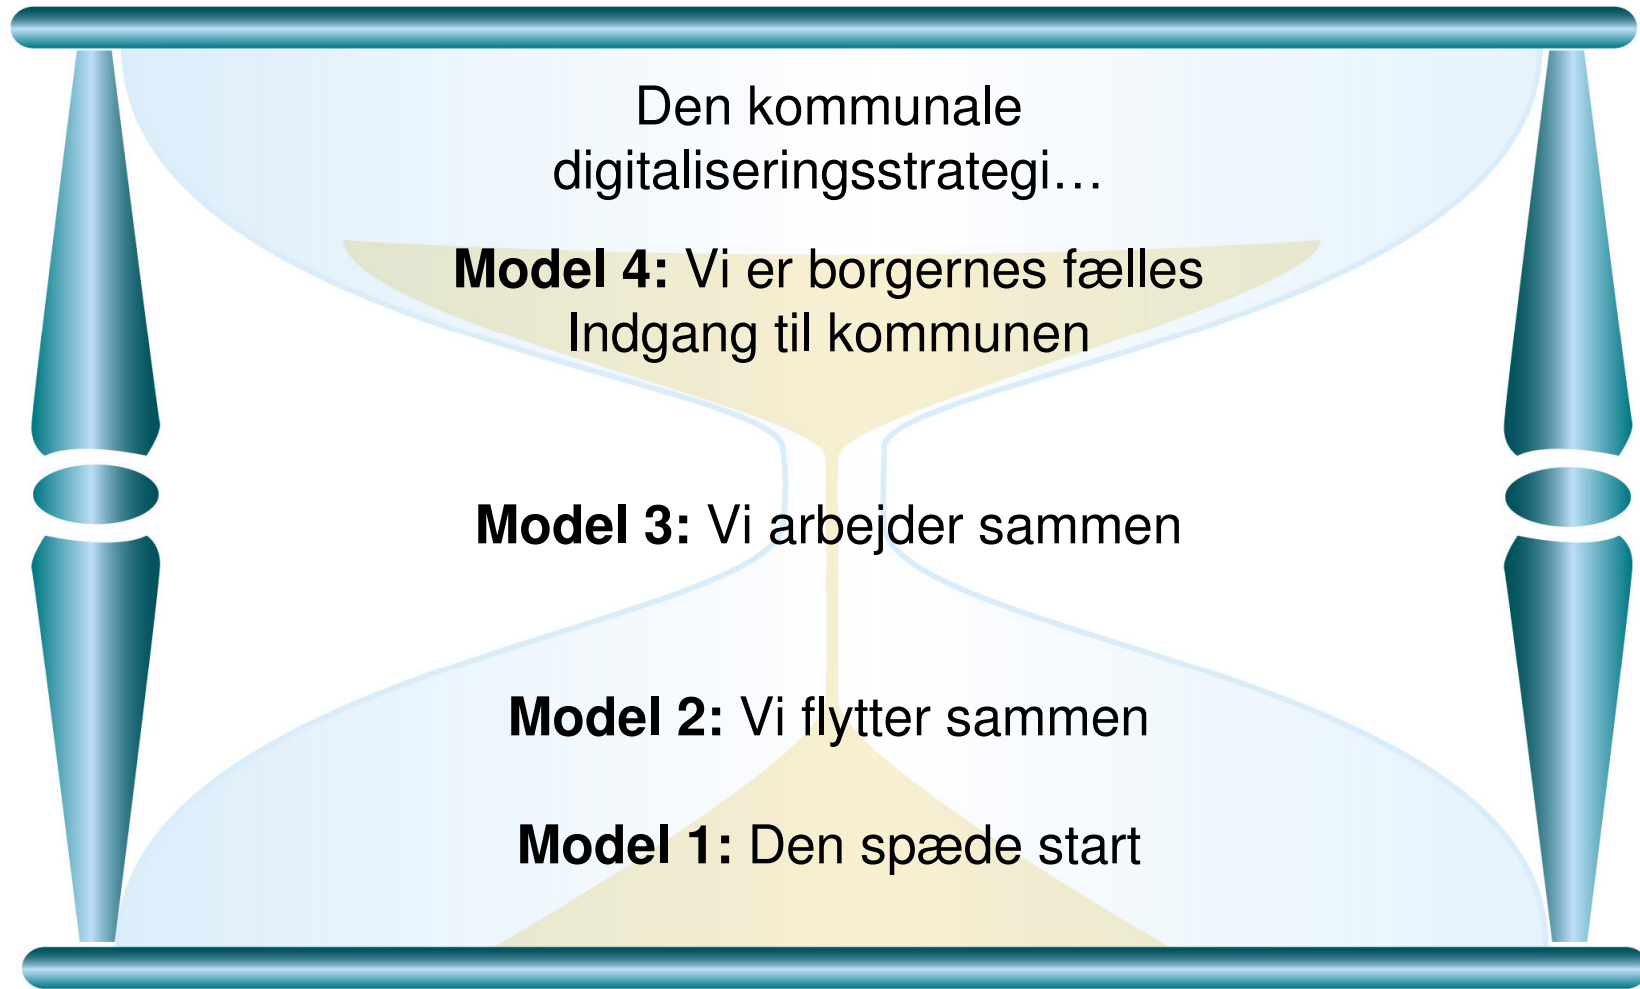 Den kommunale
digitaliseringsstrategi…
Model 4: Vi er borgernes fælles
Indgang til kommunen
Model 3: Vi arbejder sammen
Model 2: Vi flytter sammen
Model 1: Den spæde start